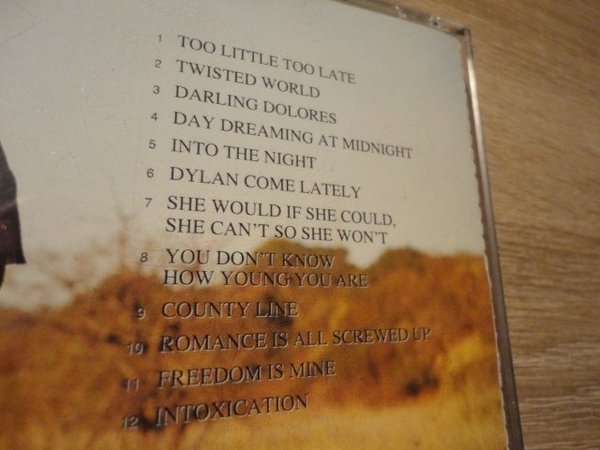 1 TOO LITTLE TOO LATE
2 TWISTED WORLD
3 DARLING DOLORES
4 DAY DREAMING AT MIDNIGHT
5 INTO THE NIGHT
6 DYLAN COME LATELY
7 SHE WOULD IF SHE COULD,
SHE CAN'T SO SHE WON'T
8 YOU DON'T KNOW
HOW YOUNG YOU ARE
9 COUNTY LINE
10 ROMANCE IS ALL SCREWED UP
11 FREEDOM IS MINE
12 INTOXICATION